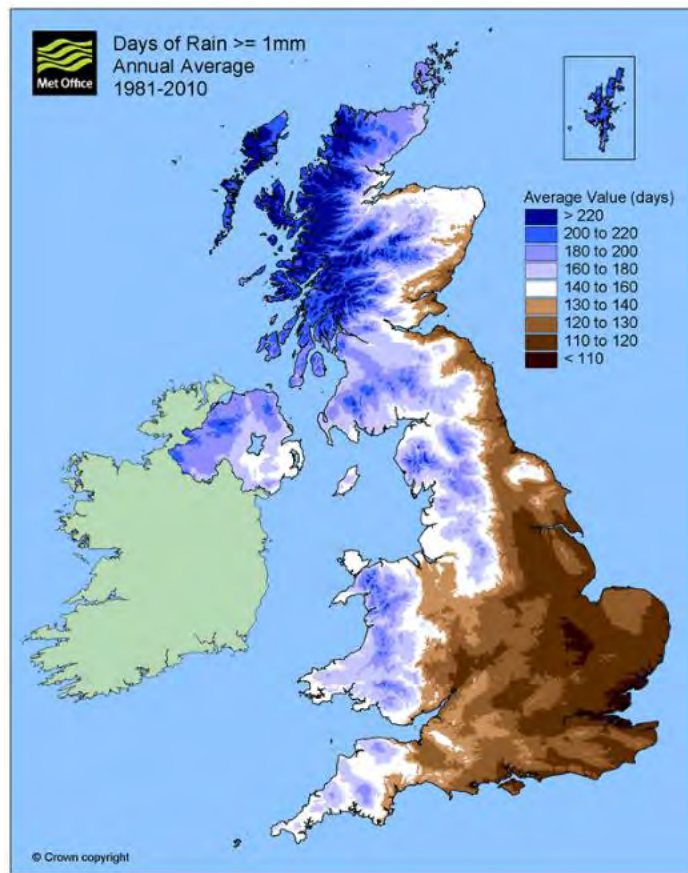 Met Office
Days of Rain >= 1mm
Annual Average
1981-2010
Average Value (days)
> 220
200 to 220
180 to 200
160 to 180
140 to 160
130 to 140
120 to 130
110 to 120
< 110
© Crown copyright